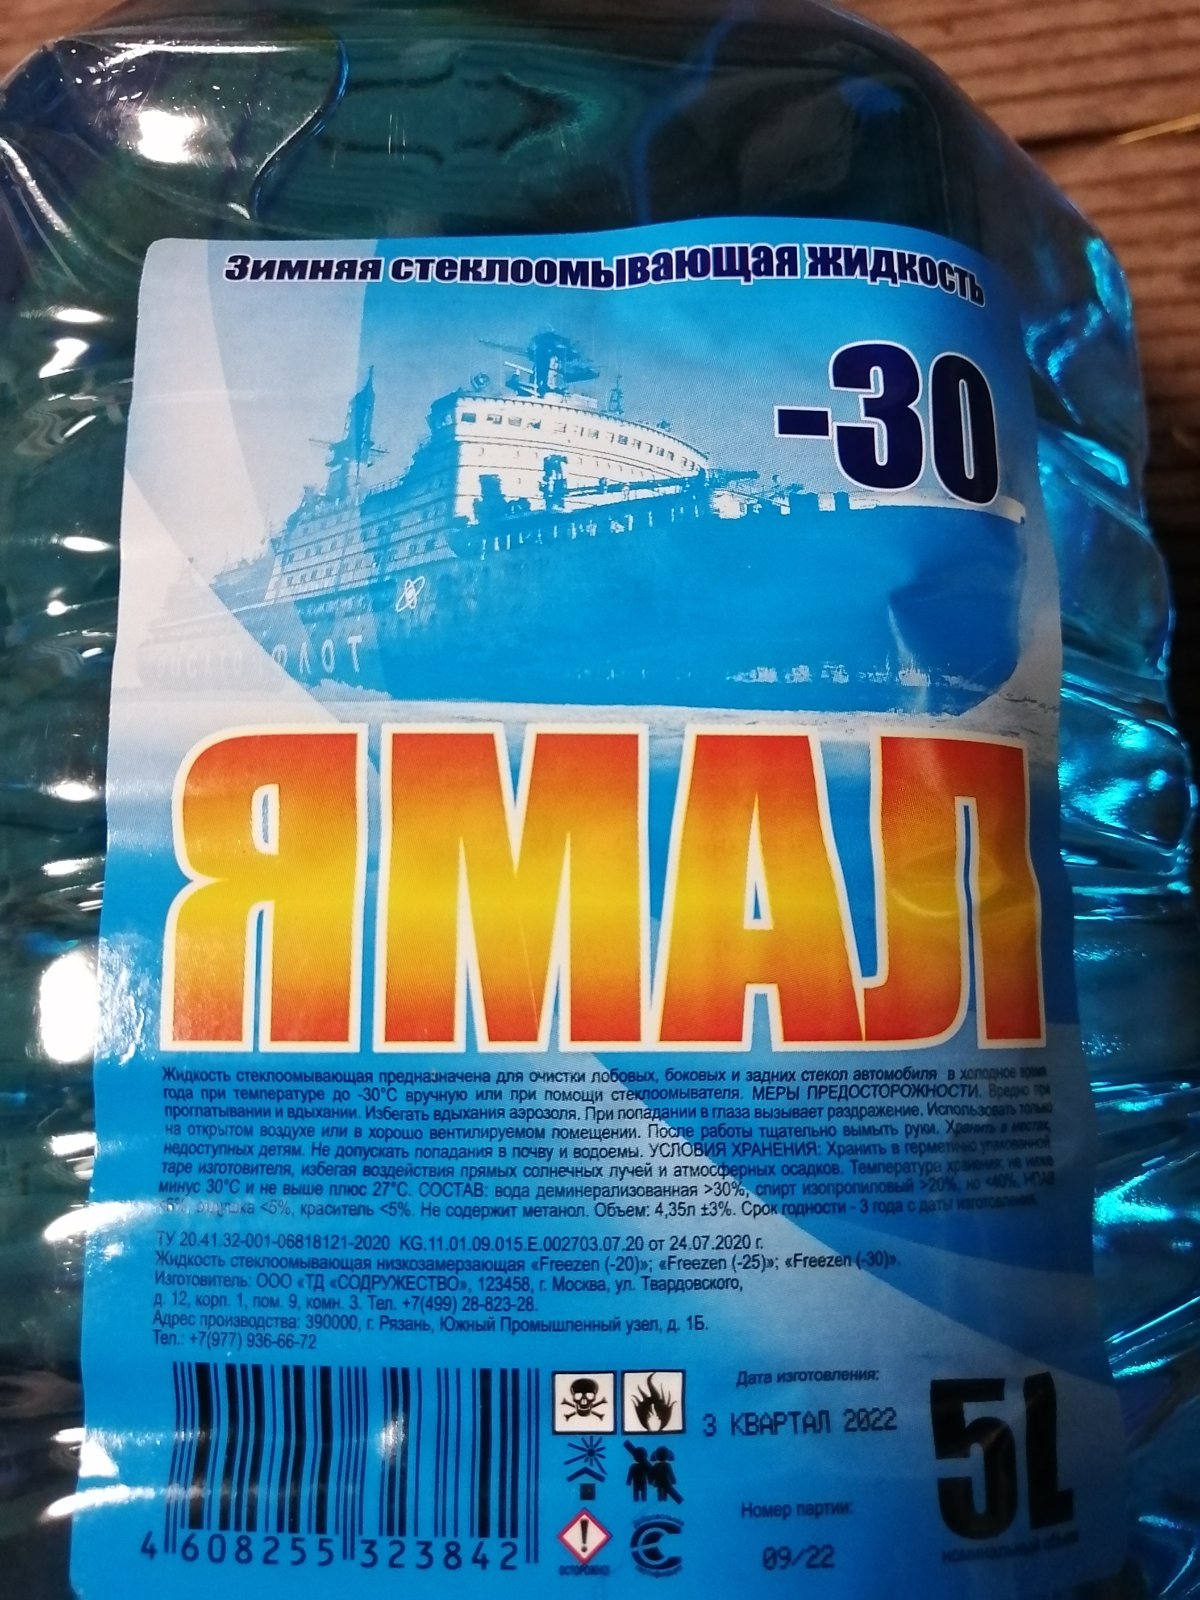 Зимняя стеклоомывающая жидкость
-30
ФЛОТ
ЯМАЛ
Жидкость стеклоомывающая предназначена для очистки лобовых, боковых и задних стекол автомобиля в холодное время
года при температуре до -30°С вручную или при помощи стеклоомывателя. МЕРЫ ПРЕДОСТОРОЖНОСТИ. Вредно при
проглатывании и вдыхании. Избегать вдыхания аэрозоля. При попадании в глаза вызывает раздражение. Использовать только
на открытом воздухе или в хорошо вентилируемом помещении. После работы тщательно вымыть руки. Хранить в местах,
недоступных детям. Не допускать попадания в почву и водоемы. УСЛОВИЯ ХРАНЕНИЯ: Хранить в герметично упакованной
таре изготовителя, избегая воздействия прямых солнечных лучей и атмосферных осадков. Температура хранения: не ниже
минус 30°С и не выше плюс 27°С. СОСТАВ: вода деминерализованная >30%, спирт изопропиловый >20%, но <40%, НПАВ
<5%, отдушка <5%, краситель <5%. Не содержит метанол. Объем: 4,35л ±3%. Срок годности - 3 года с даты изготовления.
ТУ 20.41.32-001-06818121-2020 KG.11.01.09.015.Е.002703.07.20 от 24.07.2020 г.
Жидкость стеклоомывающая низкозамерзающая «Freezen (-20)»; «Freezen (-25)»; «Freezen (-30)».
Изготовитель: ООО «ТД «СОДРУЖЕСТВО», 123458, г. Москва, ул. Твардовского,
д. 12, корп. 1, пом. 9, комн. 3. Тел. +7(499) 28-823-28.
Адрес производства: 390000, г. Рязань, Южный Промышленный узел, д. 1Б.
Тел.: +7(977) 936-66-72
Дата изготовления:
3 КВАРТАЛ 2022
5L
номинальный объем
Номер партии:
09/22
ОСТОРОЖНО
4 608255 323842